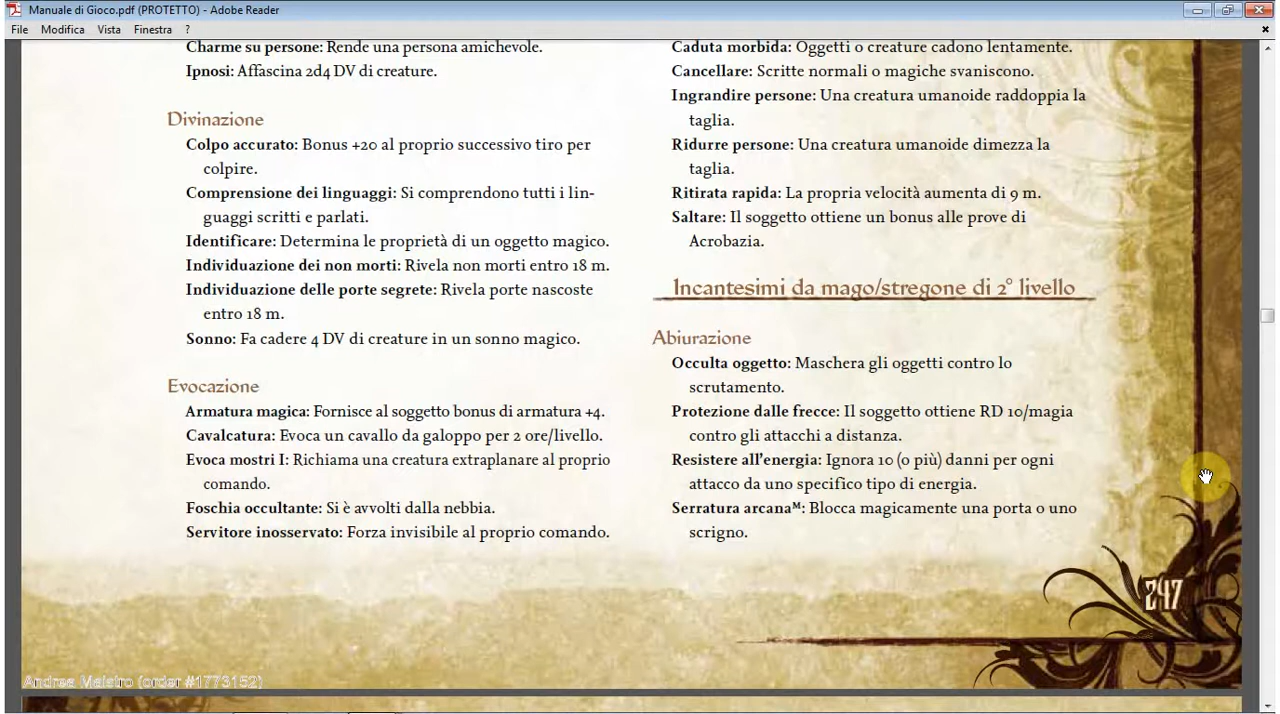 Manuale di Gioco.pdf (PROTETTO) - Adobe Reader
File Modifica Vista Finestra ?
Charme su persone: Rende una persona amichevole.
Ipnosi: Affascina 2d4 DV di creature.
Divinazione
Colpo accurato: Bonus +20 al proprio successivo tiro per
colpire.
Comprensione dei linguaggi: Si comprendono tutti i lin-
guaggi scritti e parlati.
Identificare: Determina le proprietà di un oggetto magico.
Individuazione dei non morti: Rivela non morti entro 18 m.
Individuazione delle porte segrete: Rivela porte nascoste
entro 18 m.
Sonno: Fa cadere 4 DV di creature in un sonno magico.
Evocazione
Armatura magica: Fornisce al soggetto bonus di armatura +4.
Cavalcatura: Evoca un cavallo da galoppo per 2 ore/livello.
Evoca mostri I: Richiama una creatura extraplanare al proprio
comando.
Foschia occultante: Si è avvolti dalla nebbia.
Servitore inosservato: Forza invisibile al proprio comando.
Caduta morbida: Oggetti o creature cadono lentamente.
Cancellare: Scritte normali o magiche svaniscono.
Ingrandire persone: Una creatura umanoide raddoppia la
taglia.
Ridurre persone: Una creatura umanoide dimezza la
taglia.
Ritirata rapida: La propria velocità aumenta di 9 m.
Saltare: Il soggetto ottiene un bonus alle prove di
Acrobazia.
Incantesimi da mago/stregone di 2° livello
Abiurazione
Occulta oggetto: Maschera gli oggetti contro lo
scrutamento.
Protezione dalle frecce: Il soggetto ottiene RD 10/magia
contro gli attacchi a distanza.
Resistere all'energia: Ignora 10 (o più) danni per ogni
attacco da uno specifico tipo di energia.
Serratura arcanaᴹ: Blocca magicamente una porta o uno
scrigno.
247
Andrea Maistro (order #1773152)